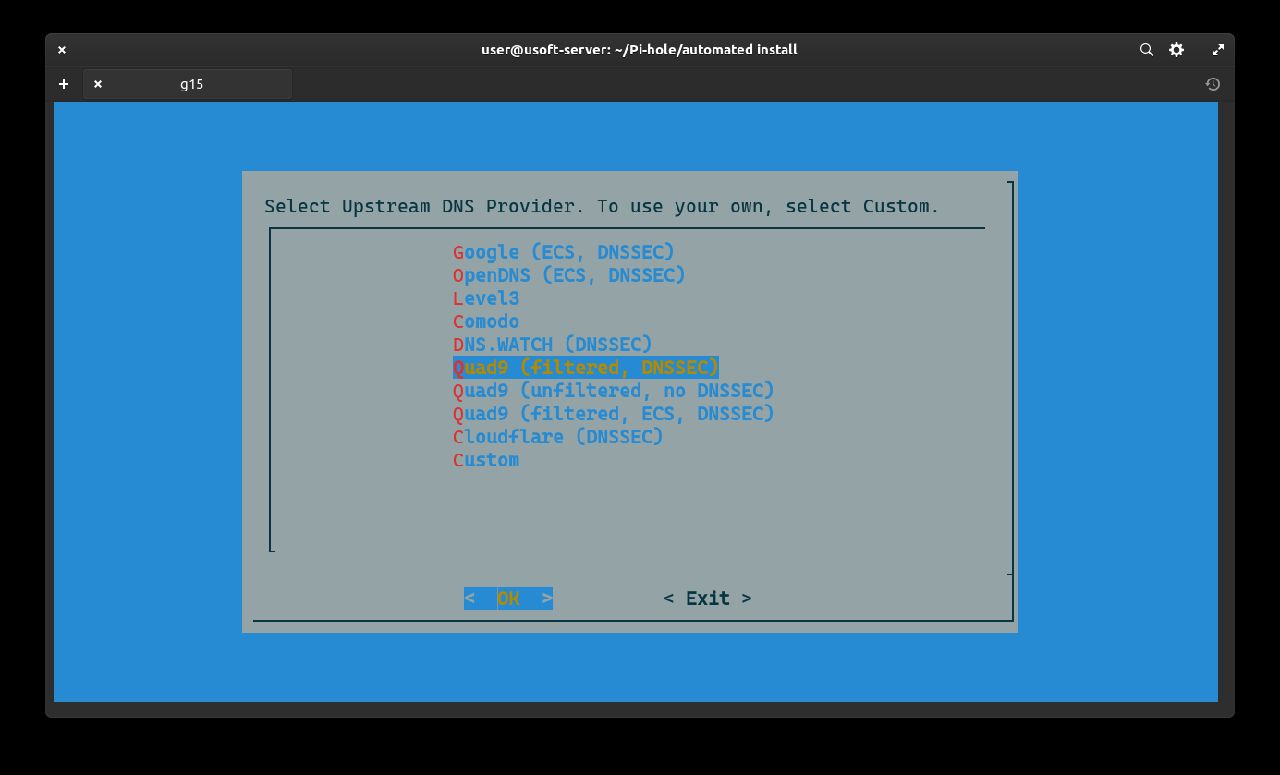 user@usoft-server: ~/Pi-hole/automated install
g15
Select Upstream DNS Provider. To use your own, select Custom.
Google (ECS, DNSSEC)
OpenDNS (ECS, DNSSEC)
Level3
Comodo
DNS.WATCH (DNSSEC)
Quad9 (filtered, DNSSEC)
Quad9 (unfiltered, no DNSSEC)
Quad9 (filtered, ECS, DNSSEC)
Cloudflare (DNSSEC)
Custom
< OK > < Exit >